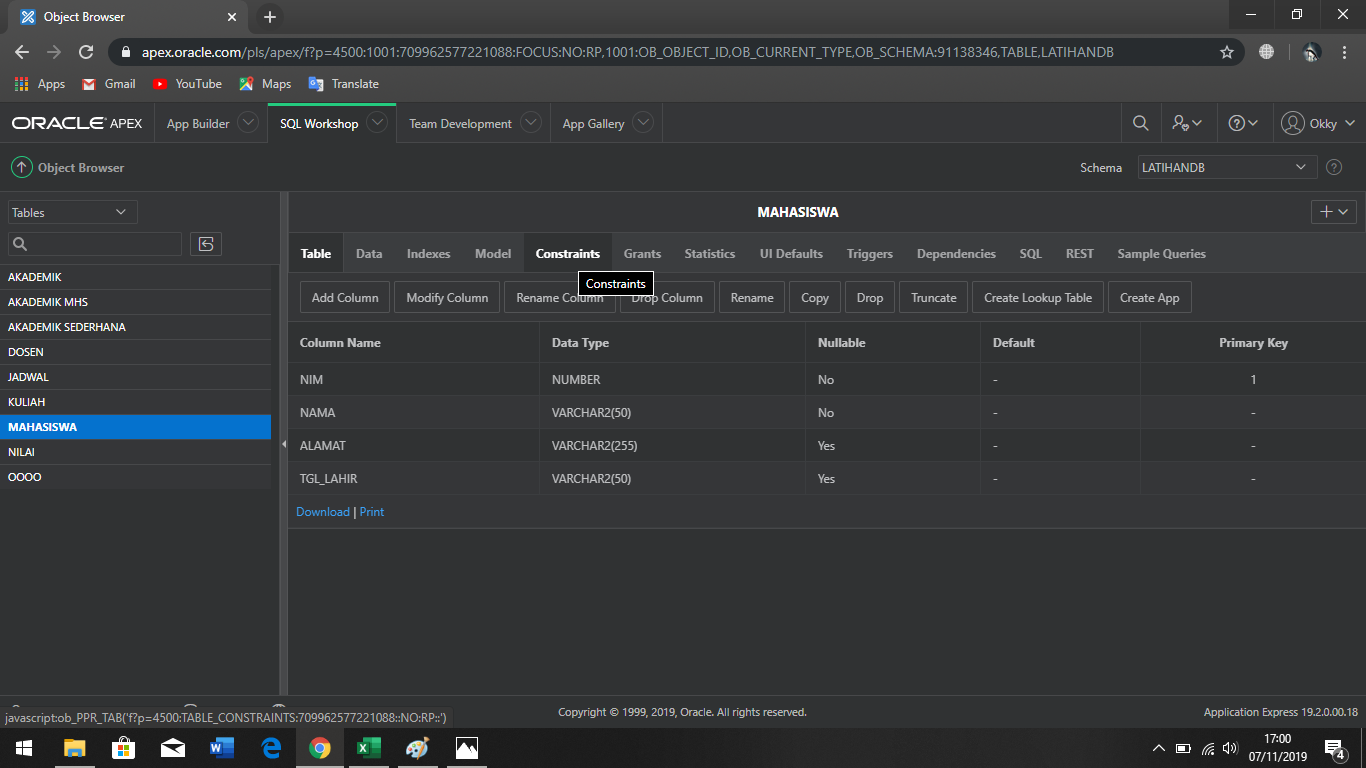 Object Browser
apex.oracle.com/pls/apex/f?p=4500:1001:709962577221088:FOCUS:NO:RP,1001:OB_OBJECT_ID,OB_CURRENT_TYPE,OB_SCHEMA:91138346,TABLE,LATIHANDB
Apps Gmail YouTube Maps Translate
ORACLE APEX App Builder SQL Workshop Team Development App Gallery Okky
Object Browser Schema LATIHANDB
Tables
MAHASISWA
Table Data Indexes Model Constraints Grants Statistics UI Defaults Triggers Dependencies SQL REST Sample Queries
Constraints
Add Column Modify Column Rename Column Drop Column Rename Copy Drop Truncate Create Lookup Table Create App
AKADEMIK
AKADEMIK MHS
AKADEMIK SEDERHANA
DOSEN
JADWAL
KULIAH
MAHASISWA
NILAI
OOOO
Column Name Data Type Nullable Default Primary Key
NIM NUMBER No - 1
NAMA VARCHAR2(50) No - -
ALAMAT VARCHAR2(255) Yes - -
TGL_LAHIR VARCHAR2(50) Yes - -
Download | Print
javascript:ob_PPR_TAB('f?p=4500:TABLE_CONSTRAINTS:709962577221088::NO:RP::')
Copyright © 1999, 2019, Oracle. All rights reserved.
Application Express 19.2.0.00.18
17:00
07/11/2019
4